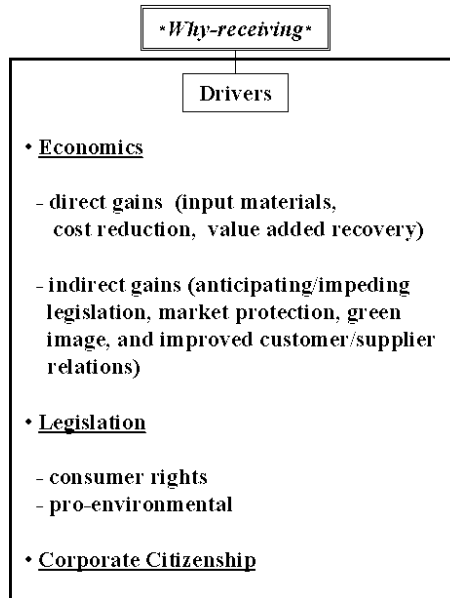 *Why-receiving*
Drivers
• Economics
- direct gains (input materials,
cost reduction, value added recovery)
- indirect gains (anticipating/impeding
legislation, market protection, green
image, and improved customer/supplier
relations)
• Legislation
- consumer rights
- pro-environmental
• Corporate Citizenship